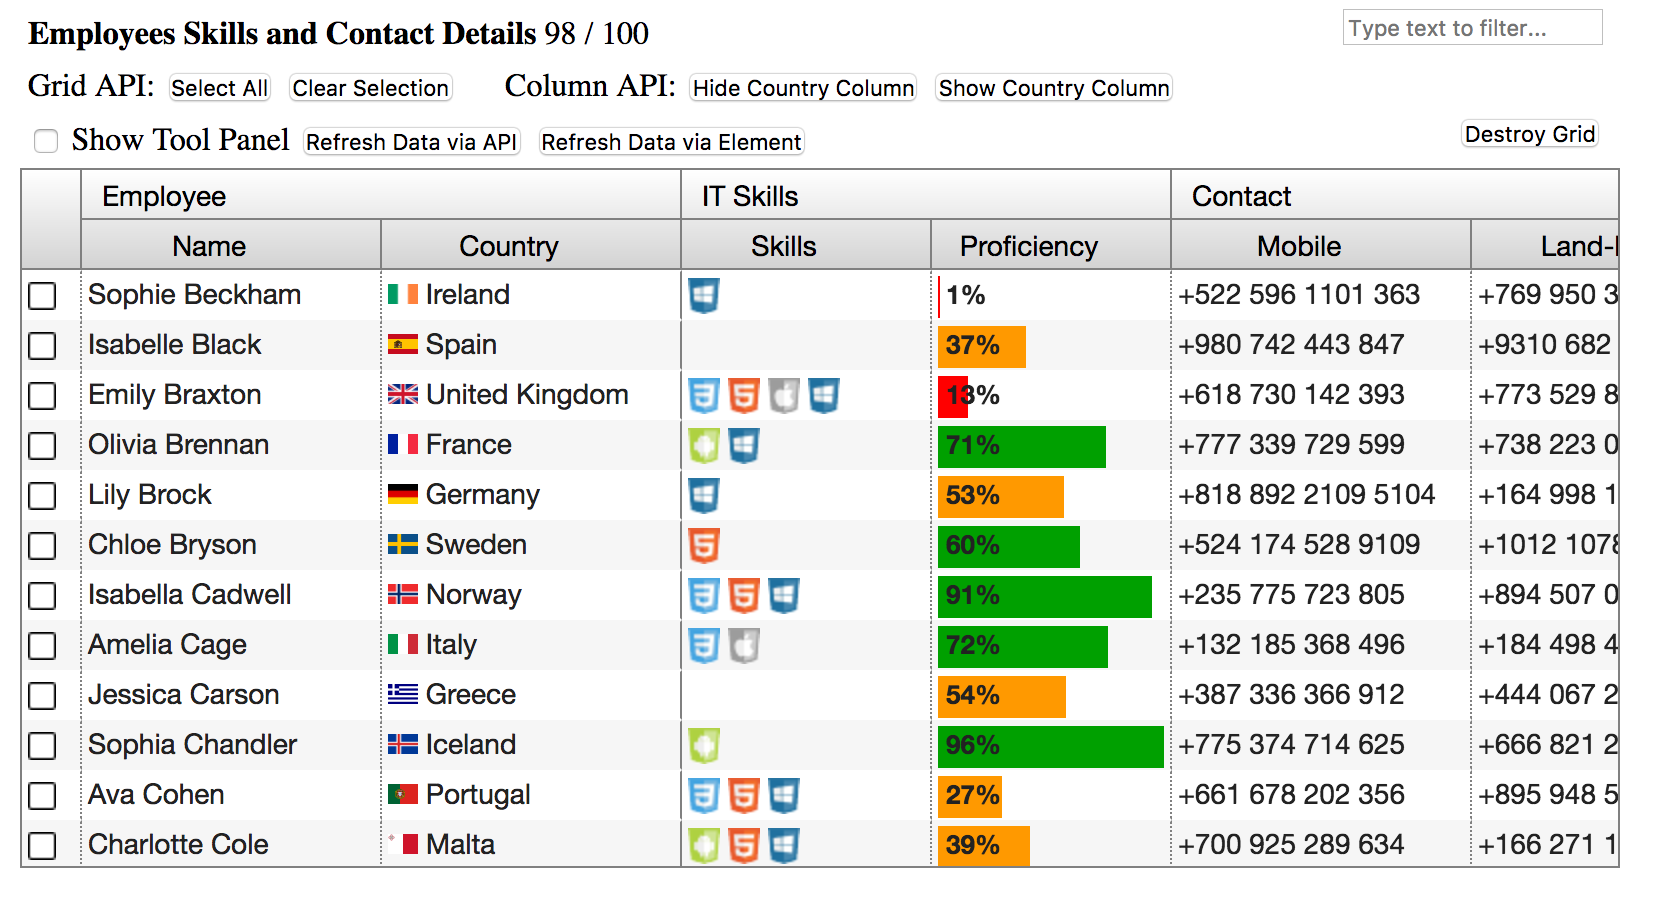 Employees Skills and Contact Details 98 / 100
Type text to filter...
Grid API: Select All Clear Selection Column API: Hide Country Column Show Country Column
Show Tool Panel Refresh Data via API Refresh Data via Element Destroy Grid
Employee IT Skills Contact
Name Country Skills Proficiency Mobile Land-
Sophie Beckham Ireland 1% +522 596 1101 363 +769 950 3
Isabelle Black Spain 37% +980 742 443 847 +9310 682
Emily Braxton United Kingdom 13% +618 730 142 393 +773 529 8
Olivia Brennan France 71% +777 339 729 599 +738 223 0
Lily Brock Germany 53% +818 892 2109 5104 +164 998 1
Chloe Bryson Sweden 60% +524 174 528 9109 +1012 1078
Isabella Cadwell Norway 91% +235 775 723 805 +894 507 0
Amelia Cage Italy 72% +132 185 368 496 +184 498 4
Jessica Carson Greece 54% +387 336 366 912 +444 067 2
Sophia Chandler Iceland 96% +775 374 714 625 +666 821 2
Ava Cohen Portugal 27% +661 678 202 356 +895 948 5
Charlotte Cole Malta 39% +700 925 289 634 +166 271 1